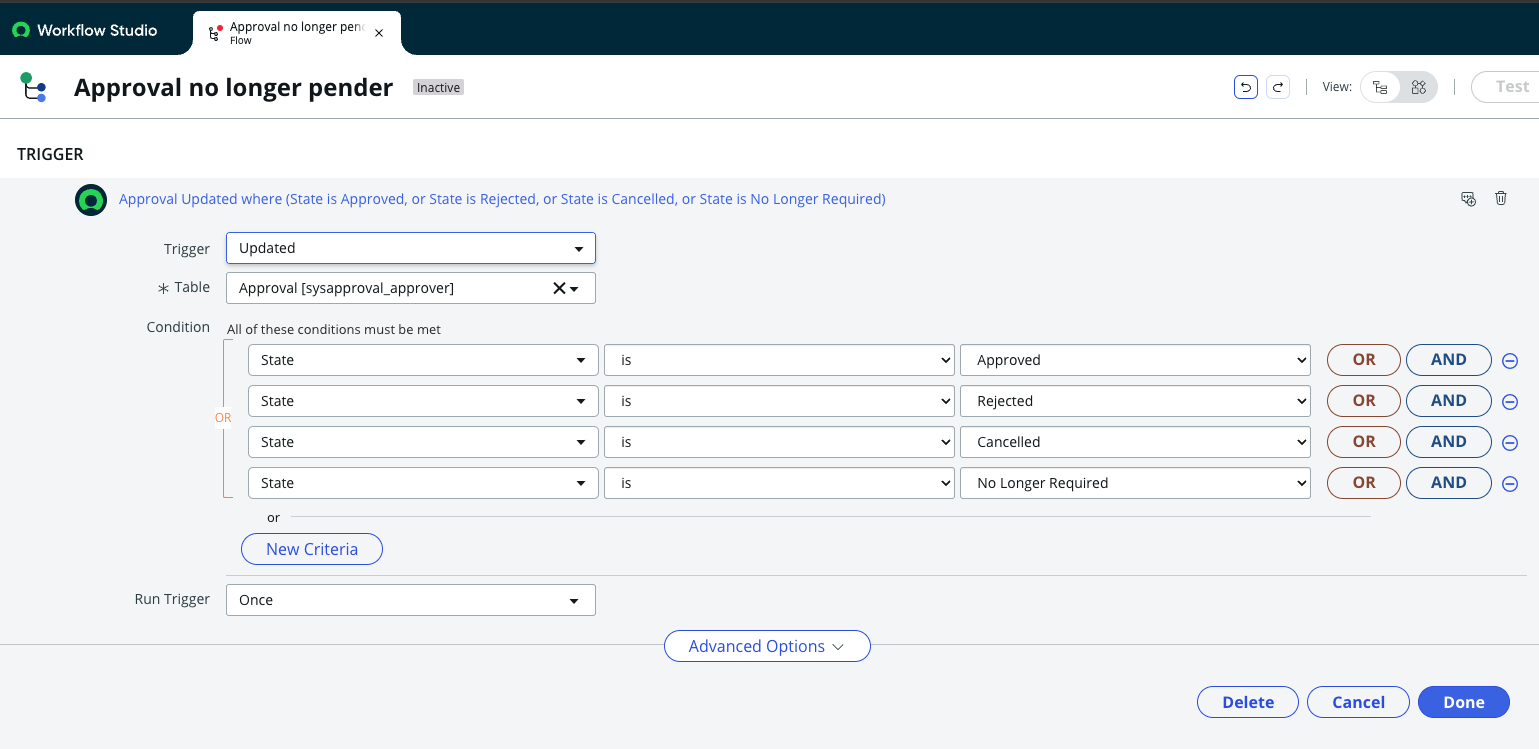 Workflow Studio
Approval no longer pen
Flow
Approval no longer pender
Inactive
View:
Test
TRIGGER
Approval Updated where (State is Approved, or State is Rejected, or State is Cancelled, or State is No Longer Required)
Trigger
Updated
* Table
Approval [sysapproval_approver]
Condition
All of these conditions must be met
State is Approved OR AND
State is Rejected OR AND
OR
State is Cancelled OR AND
State is No Longer Required OR AND
or
New Criteria
Run Trigger
Once
Advanced Options
Delete Cancel Done